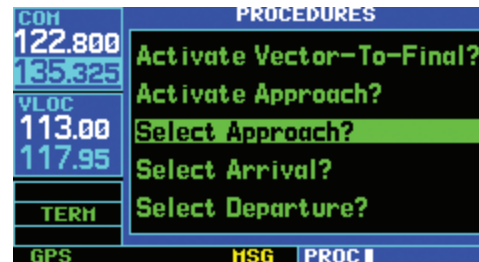 COM
122.800
135.325
VLOC
113.00
117.95
TERM
GPS
PROCEDURES
Activate Vector-To-Final?
Activate Approach?
Select Approach?
Select Arrival?
Select Departure?
MSG
PROC